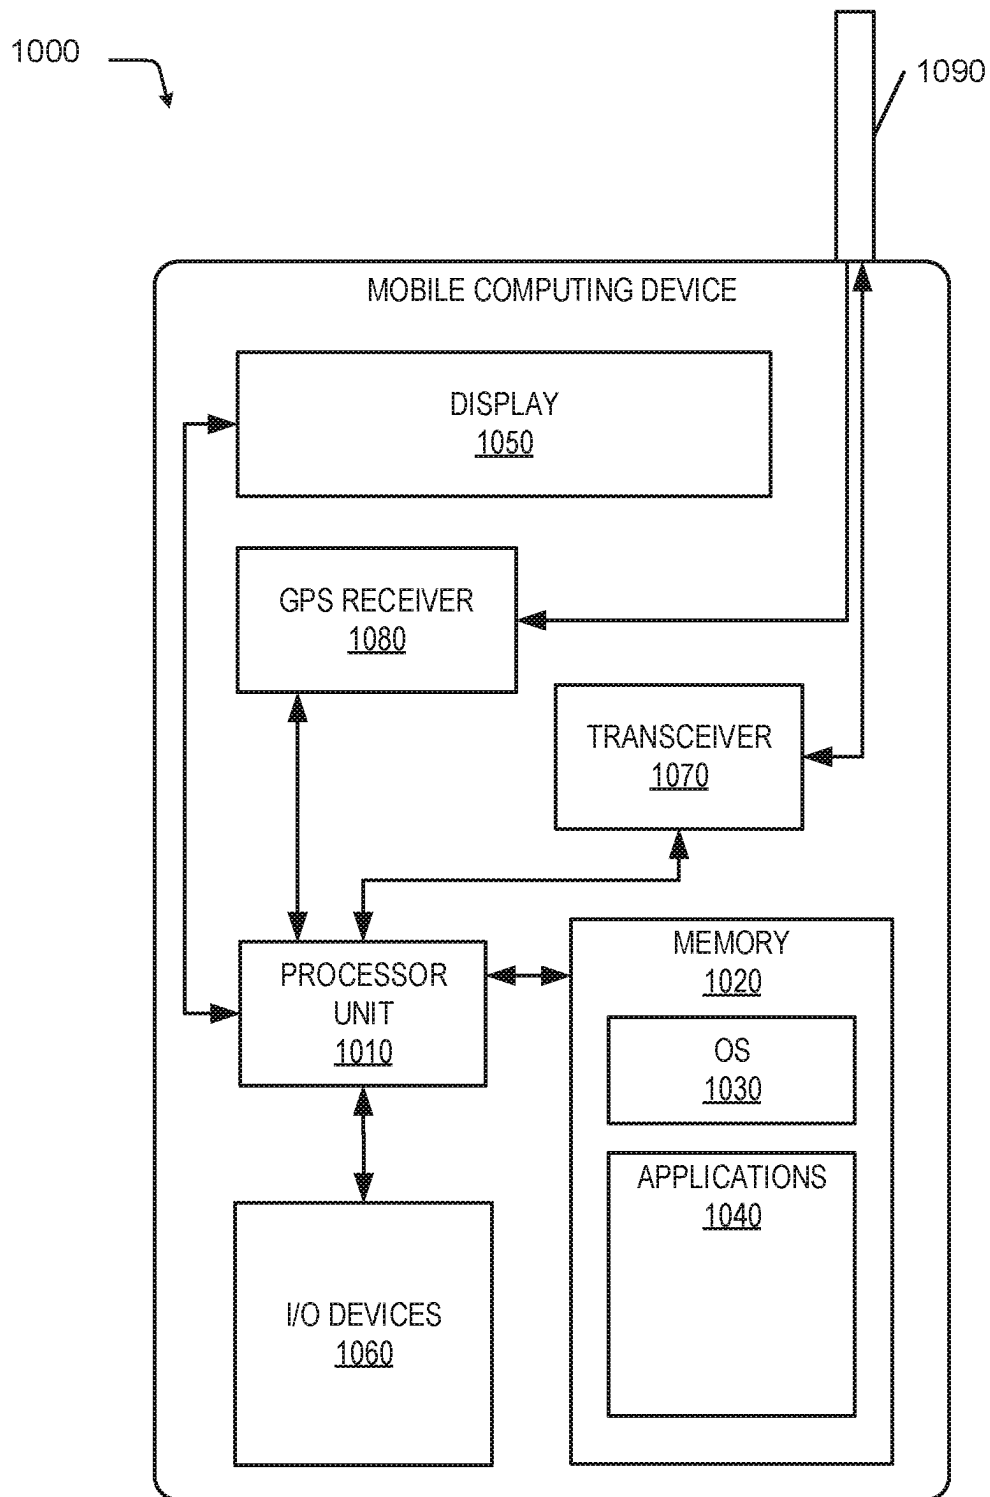 1000
1090
MOBILE COMPUTING DEVICE
DISPLAY
1050
GPS RECEIVER
1080
TRANSCEIVER
1070
PROCESSOR
UNIT
1010
MEMORY
1020
OS
1030
APPLICATIONS
1040
I/O DEVICES
1060